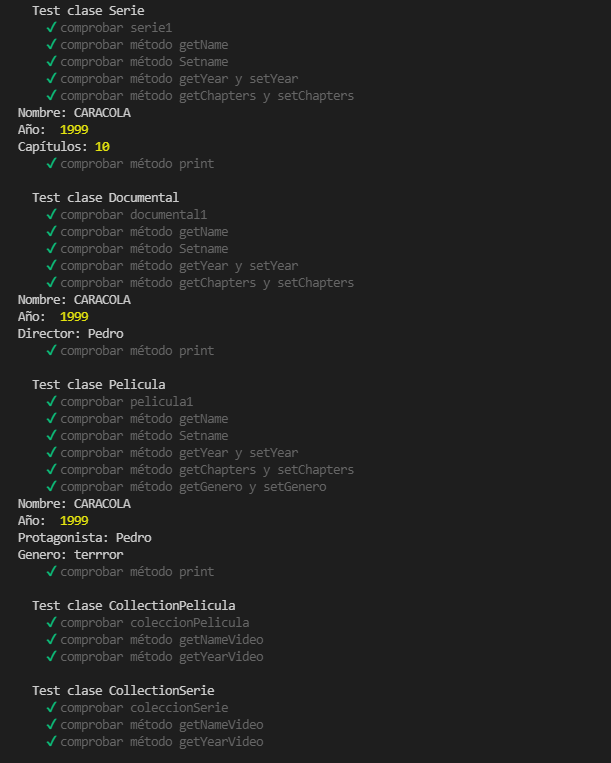 Test clase Serie
✓ comprobar serie1
✓ comprobar método getName
✓ comprobar método Setname
✓ comprobar método getYear y setYear
✓ comprobar método getChapters y setChapters
Nombre: CARACOLA
Año:  1999
Capítulos: 10
✓ comprobar método print
Test clase Documental
✓ comprobar documental1
✓ comprobar método getName
✓ comprobar método Setname
✓ comprobar método getYear y setYear
✓ comprobar método getChapters y setChapters
Nombre: CARACOLA
Año:  1999
Director: Pedro
✓ comprobar método print
Test clase Pelicula
✓ comprobar pelicula1
✓ comprobar método getName
✓ comprobar método Setname
✓ comprobar método getYear y setYear
✓ comprobar método getChapters y setChapters
✓ comprobar método getGenero y setGenero
Nombre: CARACOLA
Año:  1999
Protagonista: Pedro
Genero: terrror
✓ comprobar método print
Test clase CollectionPelicula
✓ comprobar coleccionPelicula
✓ comprobar método getNameVideo
✓ comprobar método getYearVideo
Test clase CollectionSerie
✓ comprobar coleccionSerie
✓ comprobar método getNameVideo
✓ comprobar método getYearVideo